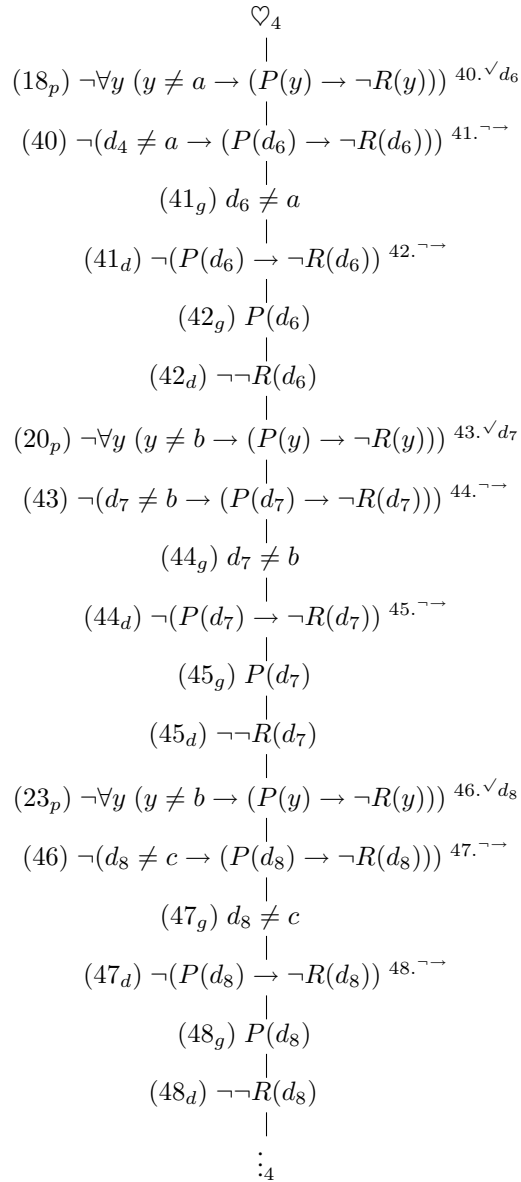 ♡₄
(18ₚ) ¬∀y (y ≠ a → (P(y) → ¬R(y))) 40.√d₆
(40) ¬(d₄ ≠ a → (P(d₆) → ¬R(d₆))) 41.¬→
(41g) d₆ ≠ a
(41d) ¬(P(d₆) → ¬R(d₆)) 42.¬→
(42g) P(d₆)
(42d) ¬¬R(d₆)
(20ₚ) ¬∀y (y ≠ b → (P(y) → ¬R(y))) 43.√d₇
(43) ¬(d₇ ≠ b → (P(d₇) → ¬R(d₇))) 44.¬→
(44g) d₇ ≠ b
(44d) ¬(P(d₇) → ¬R(d₇)) 45.¬→
(45g) P(d₇)
(45d) ¬¬R(d₇)
(23ₚ) ¬∀y (y ≠ b → (P(y) → ¬R(y))) 46.√d₈
(46) ¬(d₈ ≠ c → (P(d₈) → ¬R(d₈))) 47.¬→
(47g) d₈ ≠ c
(47d) ¬(P(d₈) → ¬R(d₈)) 48.¬→
(48g) P(d₈)
(48d) ¬¬R(d₈)
⋮₄